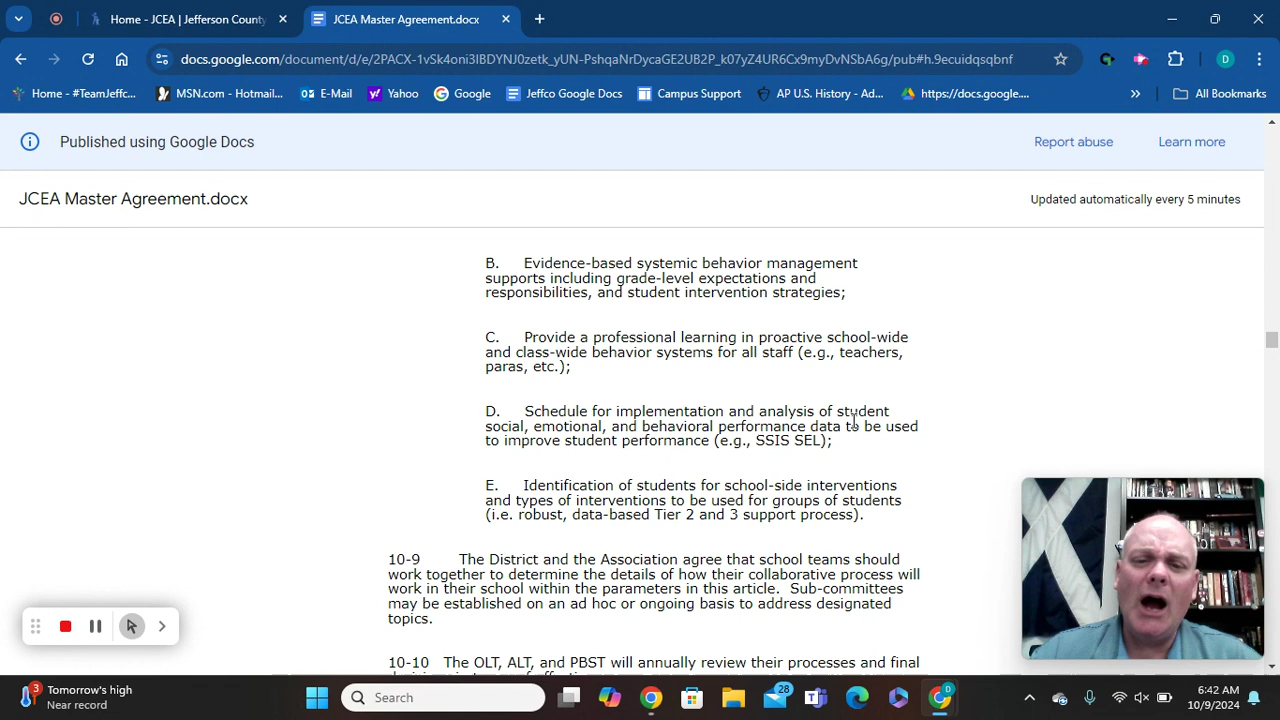 Home - JCEA | Jefferson County
JCEA Master Agreement.docx
docs.google.com/document/d/e/2PACX-1vSk4oni3IBDYNJ0zetk_yUN-PshqaNrDycaGE2UB2P_k07yZ4UR6Cx9myDvNSbA6g/pub#h.9ecuidqsqbnf
D
Home - #TeamJeffc...
MSN.com - Hotmail...
E-Mail
Yahoo
Google
Jeffco Google Docs
Campus Support
AP U.S. History - Ad...
https://docs.google....
All Bookmarks
Published using Google Docs
Report abuse
Learn more
JCEA Master Agreement.docx
Updated automatically every 5 minutes
B. Evidence-based systemic behavior management
supports including grade-level expectations and
responsibilities, and student intervention strategies;
C. Provide a professional learning in proactive school-wide
and class-wide behavior systems for all staff (e.g., teachers,
paras, etc.);
D. Schedule for implementation and analysis of student
social, emotional, and behavioral performance data to be used
to improve student performance (e.g., SSIS SEL);
E. Identification of students for school-side interventions
and types of interventions to be used for groups of students
(i.e. robust, data-based Tier 2 and 3 support process).
10-9 The District and the Association agree that school teams should
work together to determine the details of how their collaborative process will
work in their school within the parameters in this article. Sub-committees
may be established on an ad hoc or ongoing basis to address designated
topics.
10-10 The OLT, ALT, and PBST will annually review their processes and final
3
Tomorrow's high
Near record
Search
28
D
6:42 AM
10/9/2024